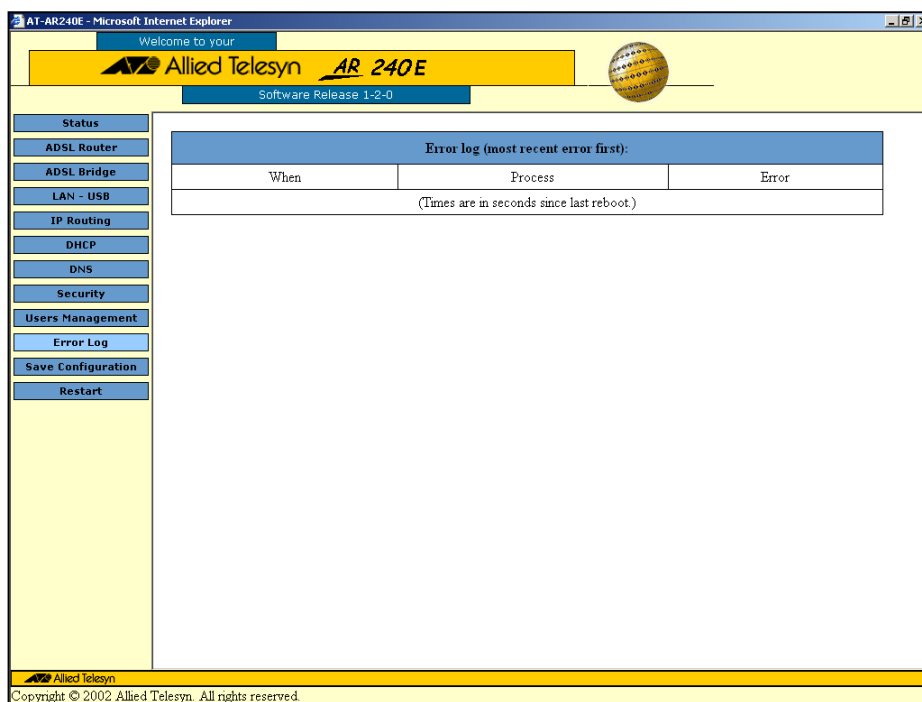 AT-AR240E - Microsoft Internet Explorer
Welcome to your
Allied Telesyn AR 240E
Software Release 1-2-0
Status
ADSL Router
ADSL Bridge
LAN - USB
IP Routing
DHCP
DNS
Security
Users Management
Error Log
Save Configuration
Restart
Error log (most recent error first):
When Process Error
(Times are in seconds since last reboot.)
Allied Telesyn
Copyright © 2002 Allied Telesyn. All rights reserved.